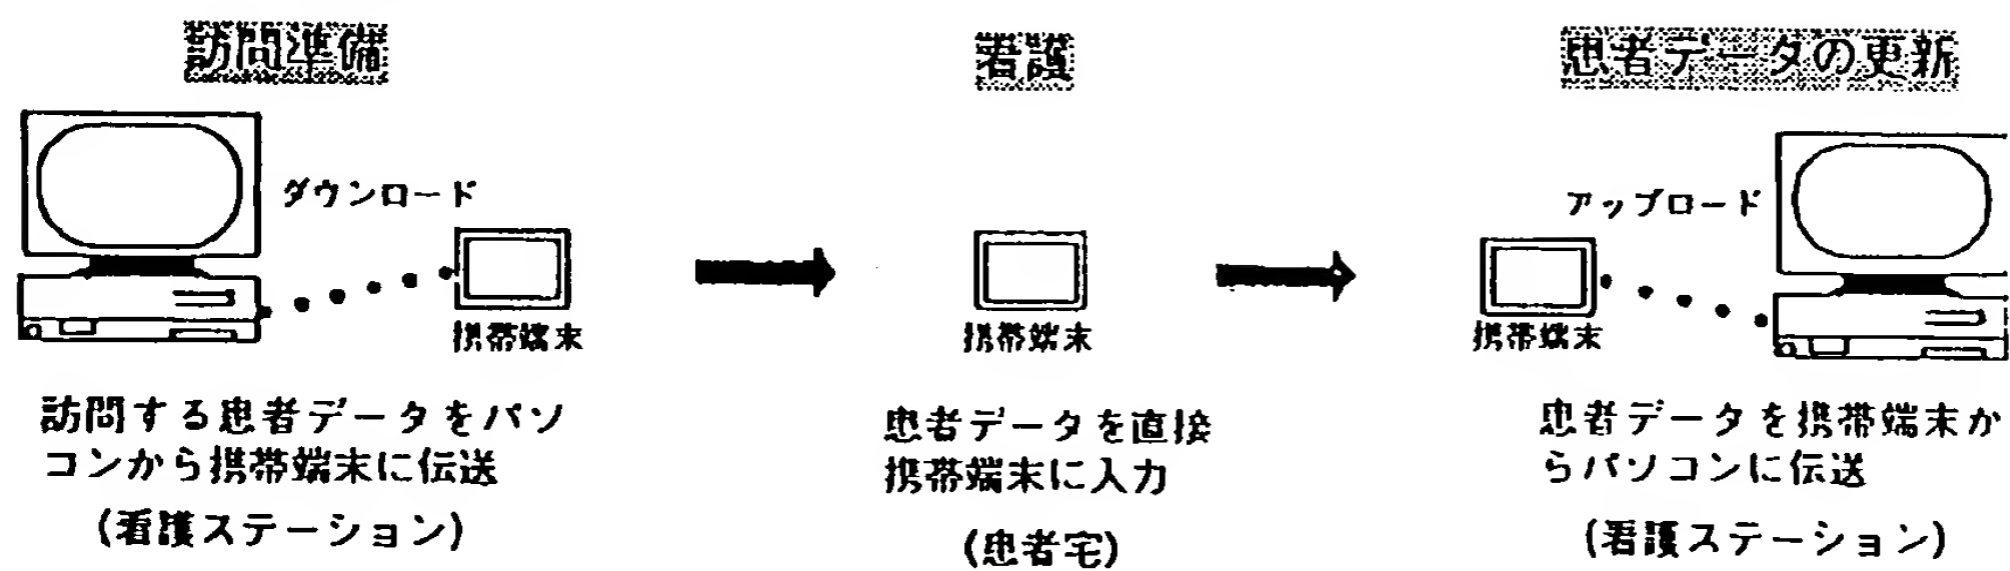 訪問準備
看護
患者データの更新
ダウンロード
アップロード
携帯端末
携帯端末
携帯端末
訪問する患者データをパソ
コンから携帯端末に伝送
(看護ステーション)
患者データを直接
携帯端末に入力
(患者宅)
患者データを携帯端末か
らパソコンに伝送
(看護ステーション)